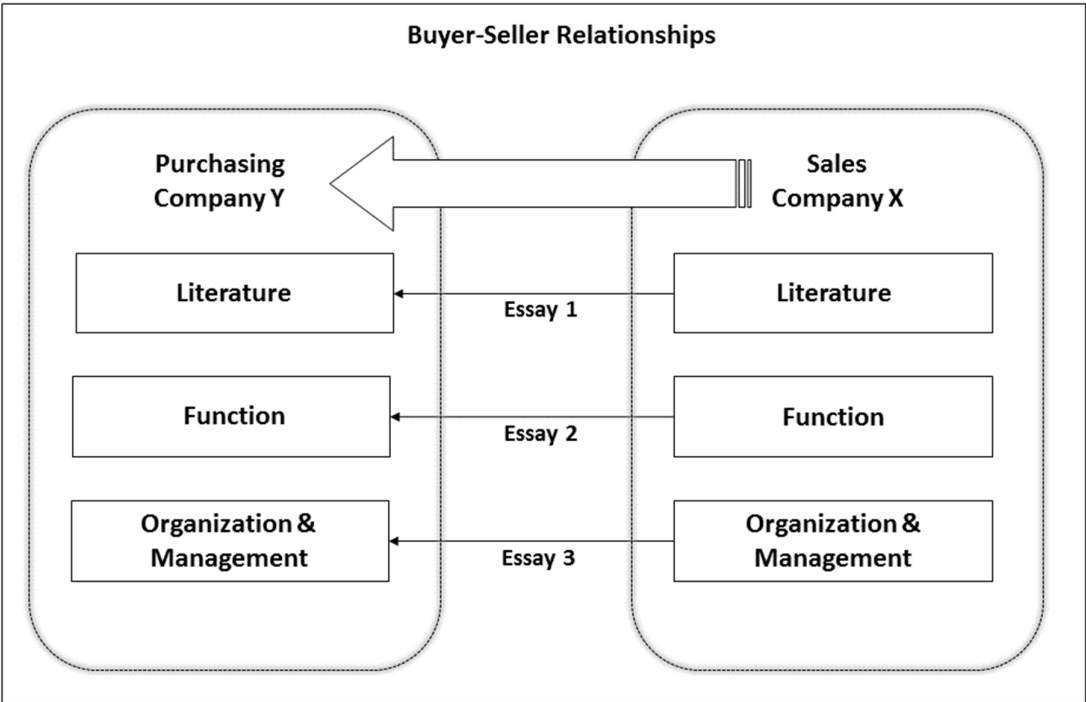 Buyer-Seller Relationships
Purchasing
Company Y
Sales
Company X
Literature
Essay 1
Literature
Function
Essay 2
Function
Organization &
Management
Essay 3
Organization &
Management